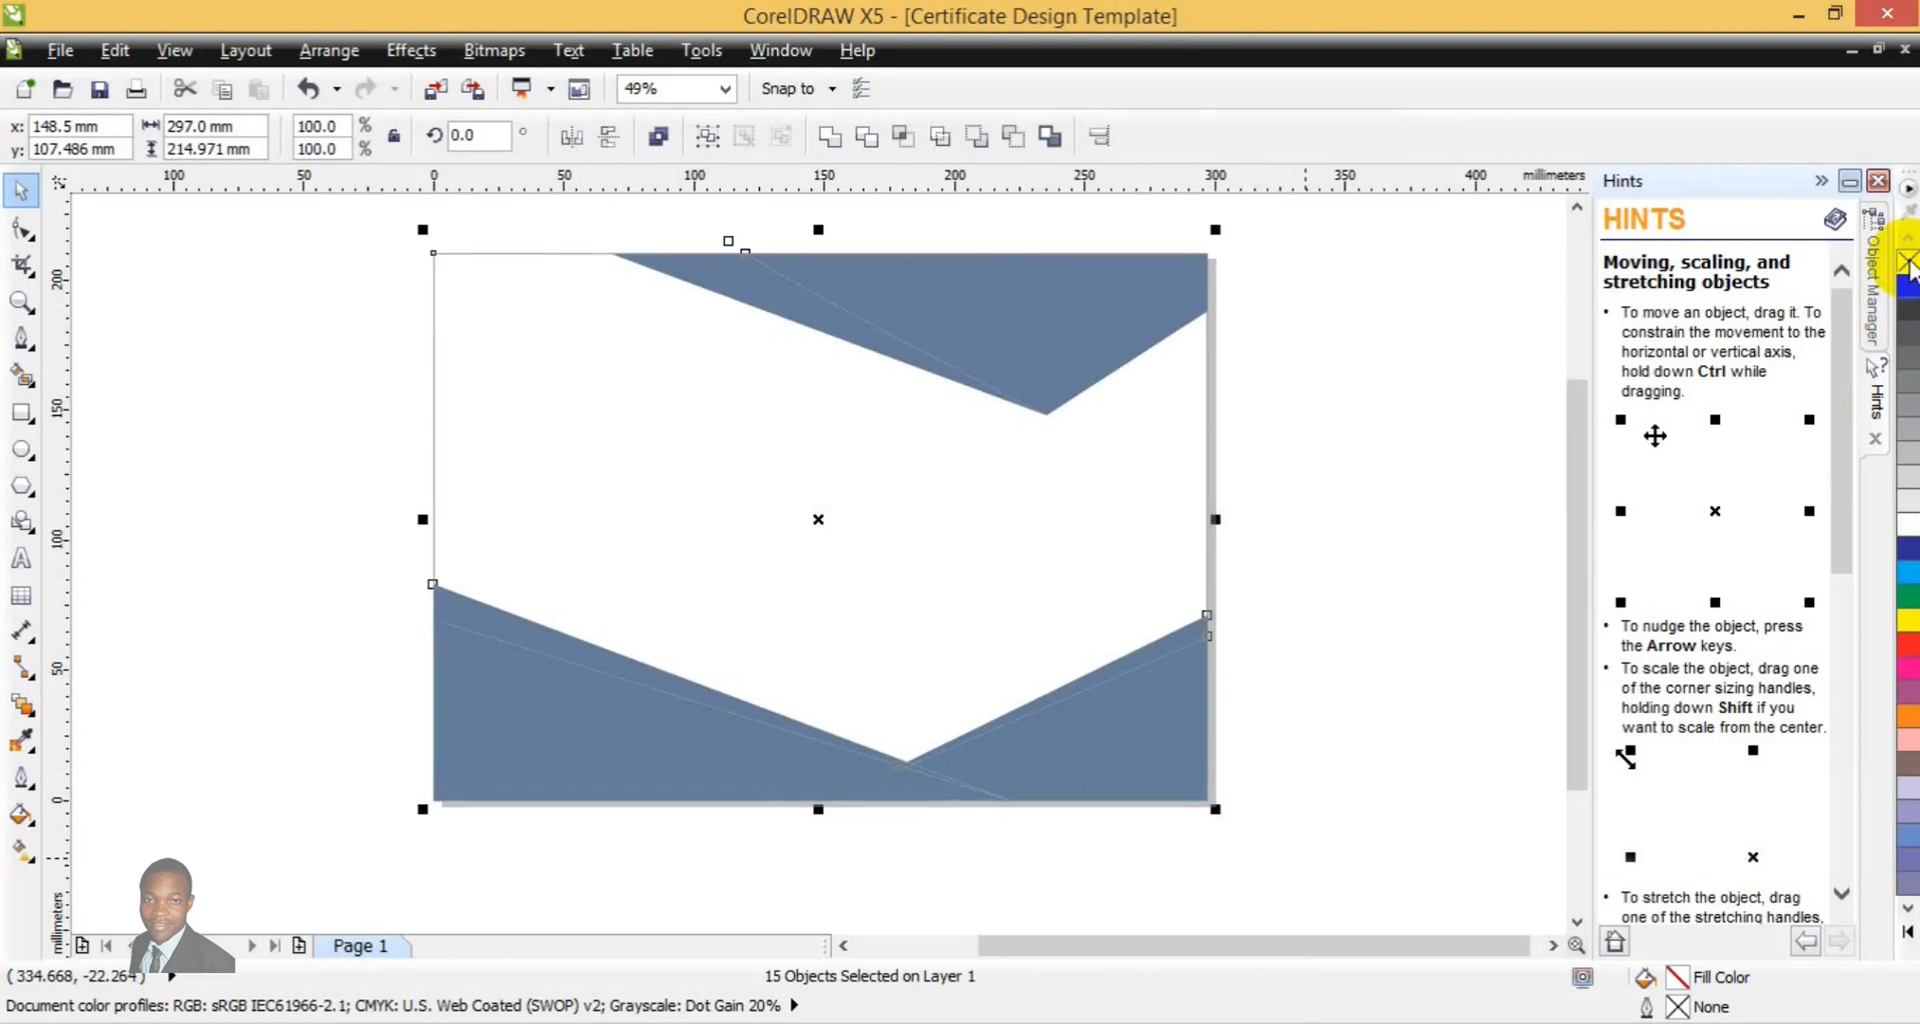 CorelDRAW X5 - [Certificate Design Template]
File Edit View Layout Arrange Effects Bitmaps Text Table Tools Window Help
49% Snap to
x: 148.5 mm 297.0 mm 100.0 % 0.0 °
y: 107.486 mm 214.971 mm 100.0 %
100 50 0 50 100 150 200 250 300 350 400 millimeters
200
150
100
50
0
millimeters
Hints
HINTS
Moving, scaling, and
stretching objects
• To move an object, drag it. To
constrain the movement to the
horizontal or vertical axis,
hold down Ctrl while
dragging.
• To nudge the object, press
the Arrow keys.
• To scale the object, drag one
of the corner sizing handles,
holding down Shift if you
want to scale from the center.
• To stretch the object, drag
one of the stretching handles,
Object Manager
Hints
Page 1
( 334.668, -22.264 ) 15 Objects Selected on Layer 1 Fill Color
Document color profiles: RGB: sRGB IEC61966-2.1; CMYK: U.S. Web Coated (SWOP) v2; Grayscale: Dot Gain 20% None